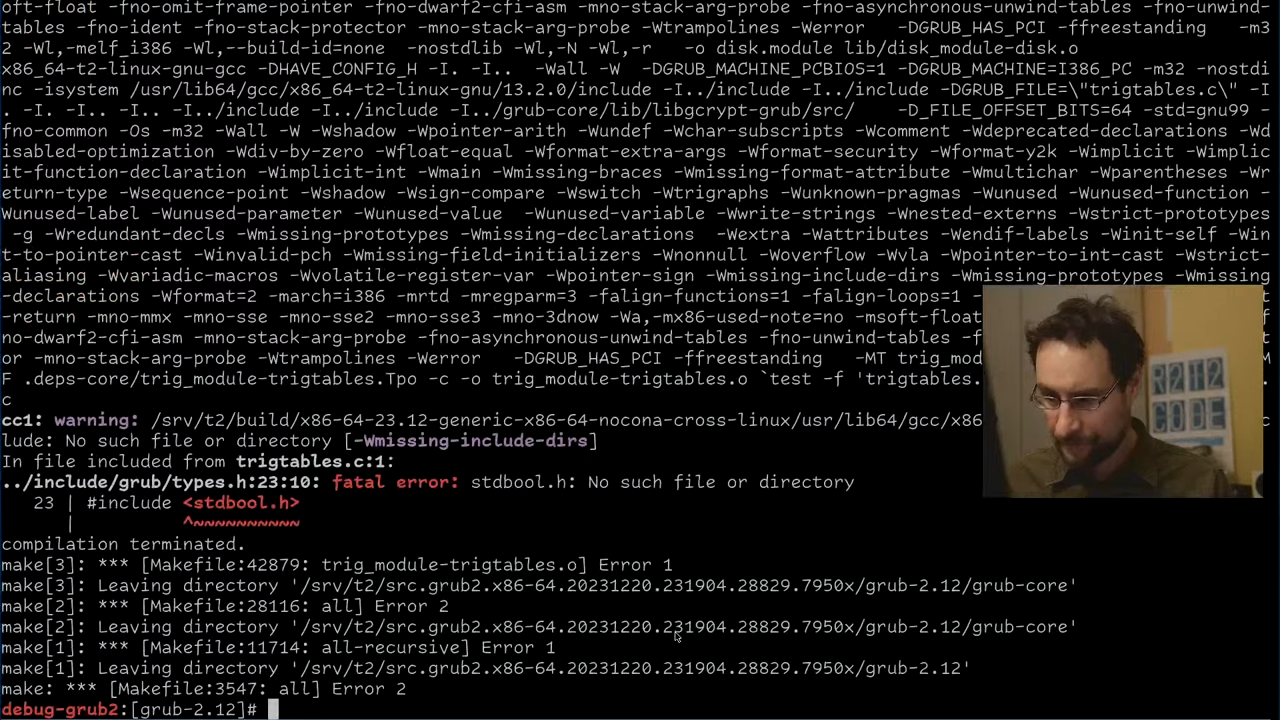 oft-float -fno-omit-frame-pointer -fno-dwarf2-cfi-asm -mno-stack-arg-probe -fno-asynchronous-unwind-tables -fno-unwind-
tables -fno-ident -fno-stack-protector -mno-stack-arg-probe -Wtrampolines -Werror -DGRUB_HAS_PCI -ffreestanding -m3
2 -Wl,-melf_i386 -Wl,--build-id=none -nostdlib -Wl,-N -Wl,-r -o disk.module lib/disk_module-disk.o
x86_64-t2-linux-gnu-gcc -DHAVE_CONFIG_H -I. -I.. -Wall -W -DGRUB_MACHINE_PCBIOS=1 -DGRUB_MACHINE=I386_PC -m32 -nostdi
nc -isystem /usr/lib64/gcc/x86_64-t2-linux-gnu/13.2.0/include -I../include -I../include -DGRUB_FILE=\"trigtables.c\" -I
. -I. -I.. -I.. -I../include -I../include -I../grub-core/lib/libgcrypt-grub/src/ -D_FILE_OFFSET_BITS=64 -std=gnu99 -
fno-common -Os -m32 -Wall -W -Wshadow -Wpointer-arith -Wundef -Wchar-subscripts -Wcomment -Wdeprecated-declarations -Wd
isabled-optimization -Wdiv-by-zero -Wfloat-equal -Wformat-extra-args -Wformat-security -Wformat-y2k -Wimplicit -Wimplic
it-function-declaration -Wimplicit-int -Wmain -Wmissing-braces -Wmissing-format-attribute -Wmultichar -Wparentheses -Wr
eturn-type -Wsequence-point -Wshadow -Wsign-compare -Wswitch -Wtrigraphs -Wunknown-pragmas -Wunused -Wunused-function -
Wunused-label -Wunused-parameter -Wunused-value -Wunused-variable -Wwrite-strings -Wnested-externs -Wstrict-prototypes
-g -Wredundant-decls -Wmissing-prototypes -Wmissing-declarations -Wextra -Wattributes -Wendif-labels -Winit-self -Win
t-to-pointer-cast -Winvalid-pch -Wmissing-field-initializers -Wnonnull -Woverflow -Wvla -Wpointer-to-int-cast -Wstrict-
aliasing -Wvariadic-macros -Wvolatile-register-var -Wpointer-sign -Wmissing-include-dirs -Wmissing-prototypes -Wmissing
-declarations -Wformat=2 -march=i386 -mrtd -mregparm=3 -falign-functions=1 -falign-loops=1 -
-return -mno-mmx -mno-sse -mno-sse2 -mno-sse3 -mno-3dnow -Wa,-mx86-used-note=no -msoft-float
no-dwarf2-cfi-asm -mno-stack-arg-probe -fno-asynchronous-unwind-tables -fno-unwind-tables -f
or -mno-stack-arg-probe -Wtrampolines -Werror -DGRUB_HAS_PCI -ffreestanding -MT trig_mod M
F .deps-core/trig_module-trigtables.Tpo -c -o trig_module-trigtables.o `test -f 'trigtables.
c
cc1: warning: /srv/t2/build/x86-64-23.12-generic-x86-64-nocona-cross-linux/usr/lib64/gcc/x86 c
lude: No such file or directory [-Wmissing-include-dirs]
In file included from trigtables.c:1:
../include/grub/types.h:23:10: fatal error: stdbool.h: No such file or directory
23 | #include <stdbool.h>
| ^~~~~~~~~~~
compilation terminated.
make[3]: *** [Makefile:42879: trig_module-trigtables.o] Error 1
make[3]: Leaving directory '/srv/t2/src.grub2.x86-64.20231220.231904.28829.7950x/grub-2.12/grub-core'
make[2]: *** [Makefile:28116: all] Error 2
make[2]: Leaving directory '/srv/t2/src.grub2.x86-64.20231220.231904.28829.7950x/grub-2.12/grub-core'
make[1]: *** [Makefile:11714: all-recursive] Error 1
make[1]: Leaving directory '/srv/t2/src.grub2.x86-64.20231220.231904.28829.7950x/grub-2.12'
make: *** [Makefile:3547: all] Error 2
debug-grub2:[grub-2.12]#
R2H2
CODE